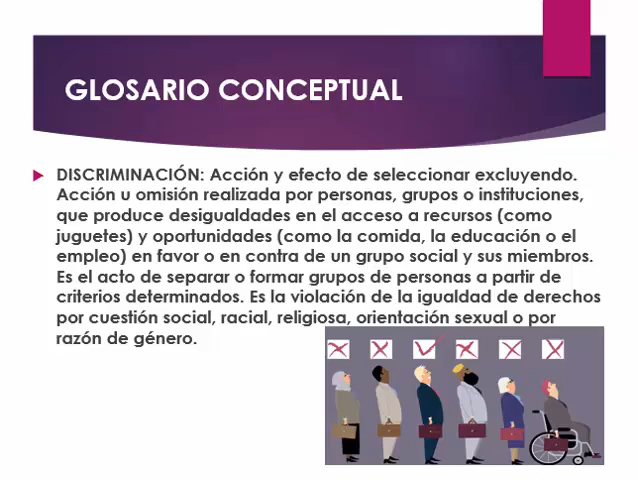 GLOSARIO CONCEPTUAL
DISCRIMINACIÓN: Acción y efecto de seleccionar excluyendo.
Acción u omisión realizada por personas, grupos o instituciones,
que produce desigualdades en el acceso a recursos (como
juguetes) y oportunidades (como la comida, la educación o el
empleo) en favor o en contra de un grupo social y sus miembros.
Es el acto de separar o formar grupos de personas a partir de
criterios determinados. Es la violación de la igualdad de derechos
por cuestión social, racial, religiosa, orientación sexual o por
razón de género.